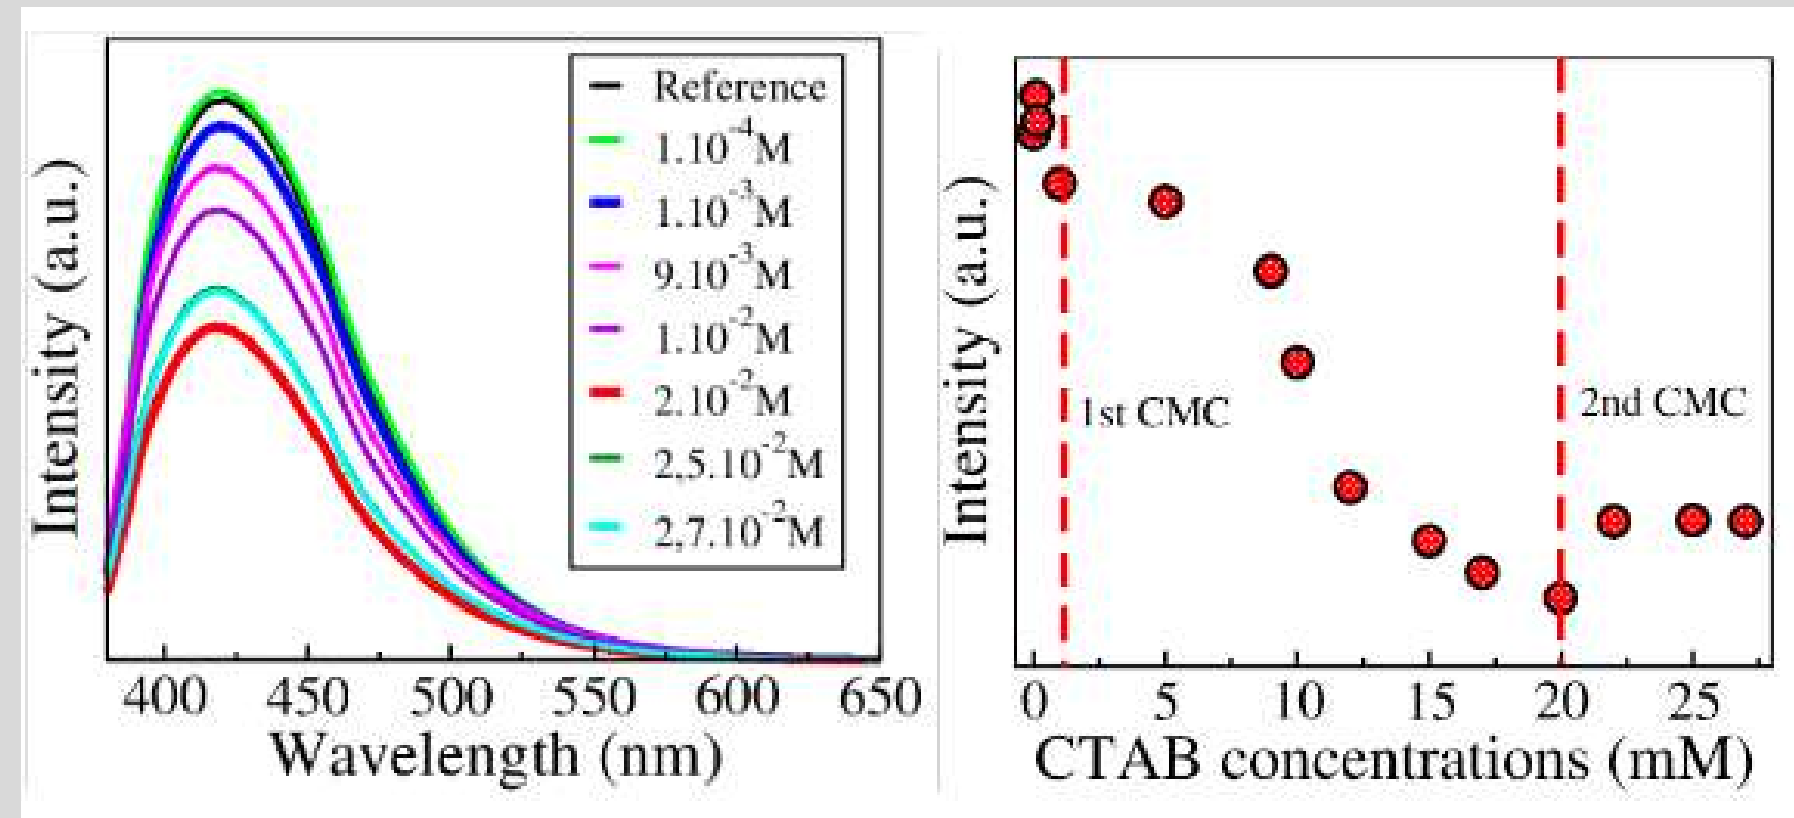 Intensity (a.u.)
Reference
1.10⁻⁴M
1.10⁻³M
9.10⁻³M
1.10⁻²M
2.10⁻²M
2,5.10⁻²M
2,7.10⁻²M
400 450 500 550 600 650
Wavelength (nm)
Intensity (a.u.)
1st CMC
2nd CMC
0 5 10 15 20 25
CTAB concentrations (mM)